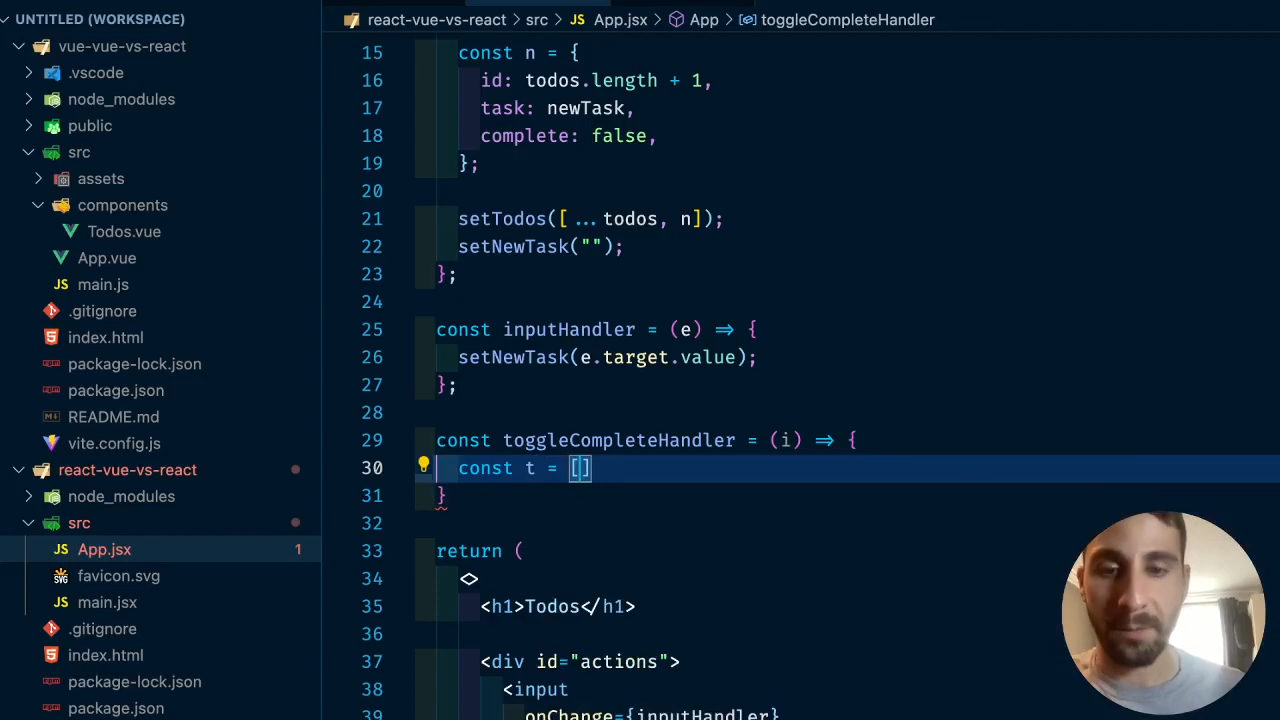 UNTITLED (WORKSPACE)
vue-vue-vs-react
.vscode
node_modules
public
src
assets
components
Todos.vue
App.vue
JS main.js
.gitignore
index.html
package-lock.json
package.json
README.md
vite.config.js
react-vue-vs-react
node_modules
src
JS App.jsx 1
favicon.svg
JS main.jsx
.gitignore
index.html
package-lock.json
package.json
react-vue-vs-react > src > JS App.jsx > App > toggleCompleteHandler
15 const n = {
16 id: todos.length + 1,
17 task: newTask,
18 complete: false,
19 };
20
21 setTodos([...todos, n]);
22 setNewTask("");
23 };
24
25 const inputHandler = (e) => {
26 setNewTask(e.target.value);
27 };
28
29 const toggleCompleteHandler = (i) => {
30 const t = []
31 }
32
33 return (
34 <>
35 <h1>Todos</h1>
36
37 <div id="actions">
38 <input
39 onChange={inputHandler}